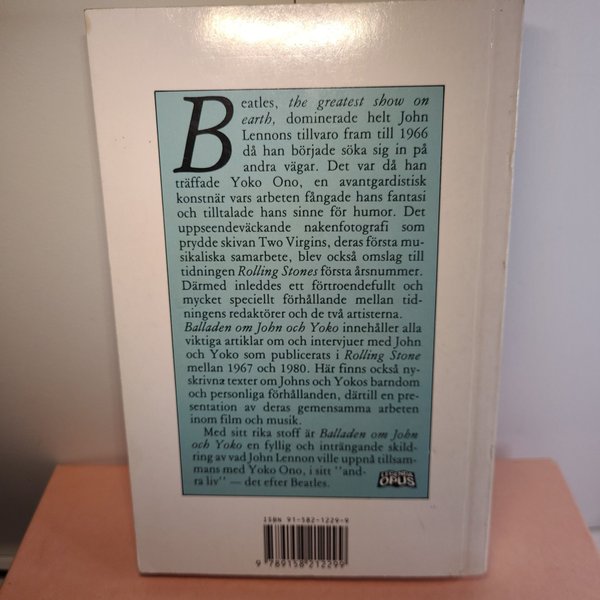 Beatles, the greatest show on
earth, dominerade helt John
Lennons tillvaro fram till 1966
då han började söka sig in på
andra vägar. Det var då han
träffade Yoko Ono, en avantgardistisk
konstnär vars arbeten fångade hans fantasi
och tilltalade hans sinne för humor. Det
uppseendeväckande nakenfotografi som
prydde skivan Two Virgins, deras första mu-
sikaliska samarbete, blev också omslag till
tidningen Rolling Stones första årsnummer.
Därmed inleddes ett förtroendefullt och
mycket speciellt förhållande mellan tid-
ningens redaktörer och de två artisterna.
Balladen om John och Yoko innehåller alla
viktiga artiklar om och intervjuer med John
och Yoko som publicerats i Rolling Stone
mellan 1967 och 1980. Här finns också ny-
skrivna texter om Johns och Yokos barndom
och personliga förhållanden, därtill en pre-
sentation av deras gemensamma arbeten
inom film och musik.
Med sitt rika stoff är Balladen om John
och Yoko en fyllig och inträngande skild-
ring av vad John Lennon ville uppnå tillsam-
mans med Yoko Ono, i sitt "and-
ra liv" — det efter Beatles.
LEGENDA
OPUS
ISBN 91-582-1229-9
9 789158 212299